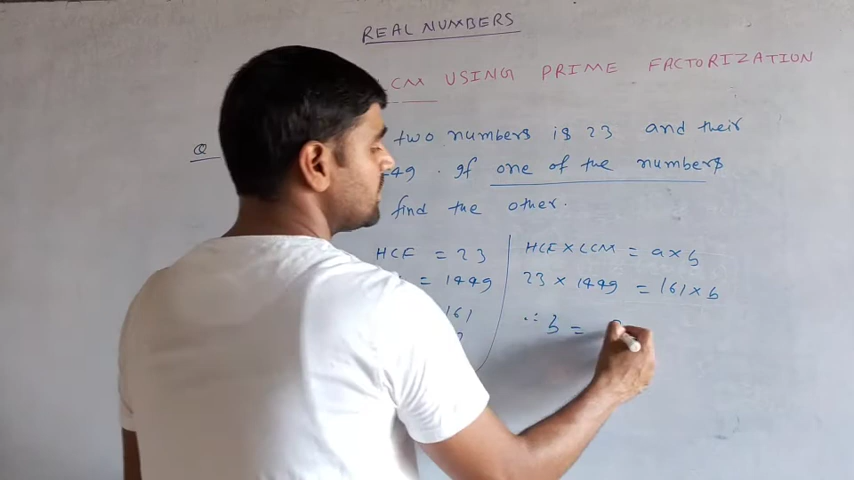 REAL NUMBERS
CM USING PRIME FACTORIZATION
Q two numbers is 23 and their
49. If one of the numbers
find the other.
HCF = 23
= 1449
161
HCF × LCM = a × b
23 × 1449 = 161 × b
∴ b =